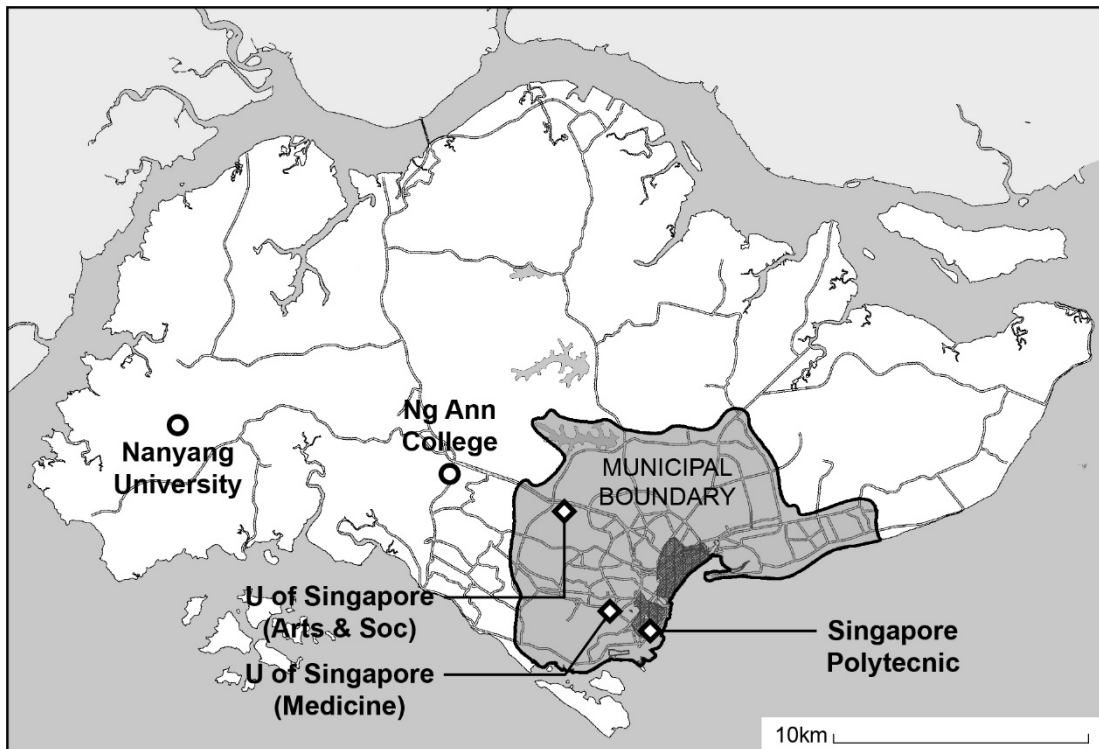 Ng Ann
College
Nanyang
University
MUNICIPAL
BOUNDARY
U of Singapore
(Arts & Soc)
U of Singapore
(Medicine)
Singapore
Polytecnic
10km